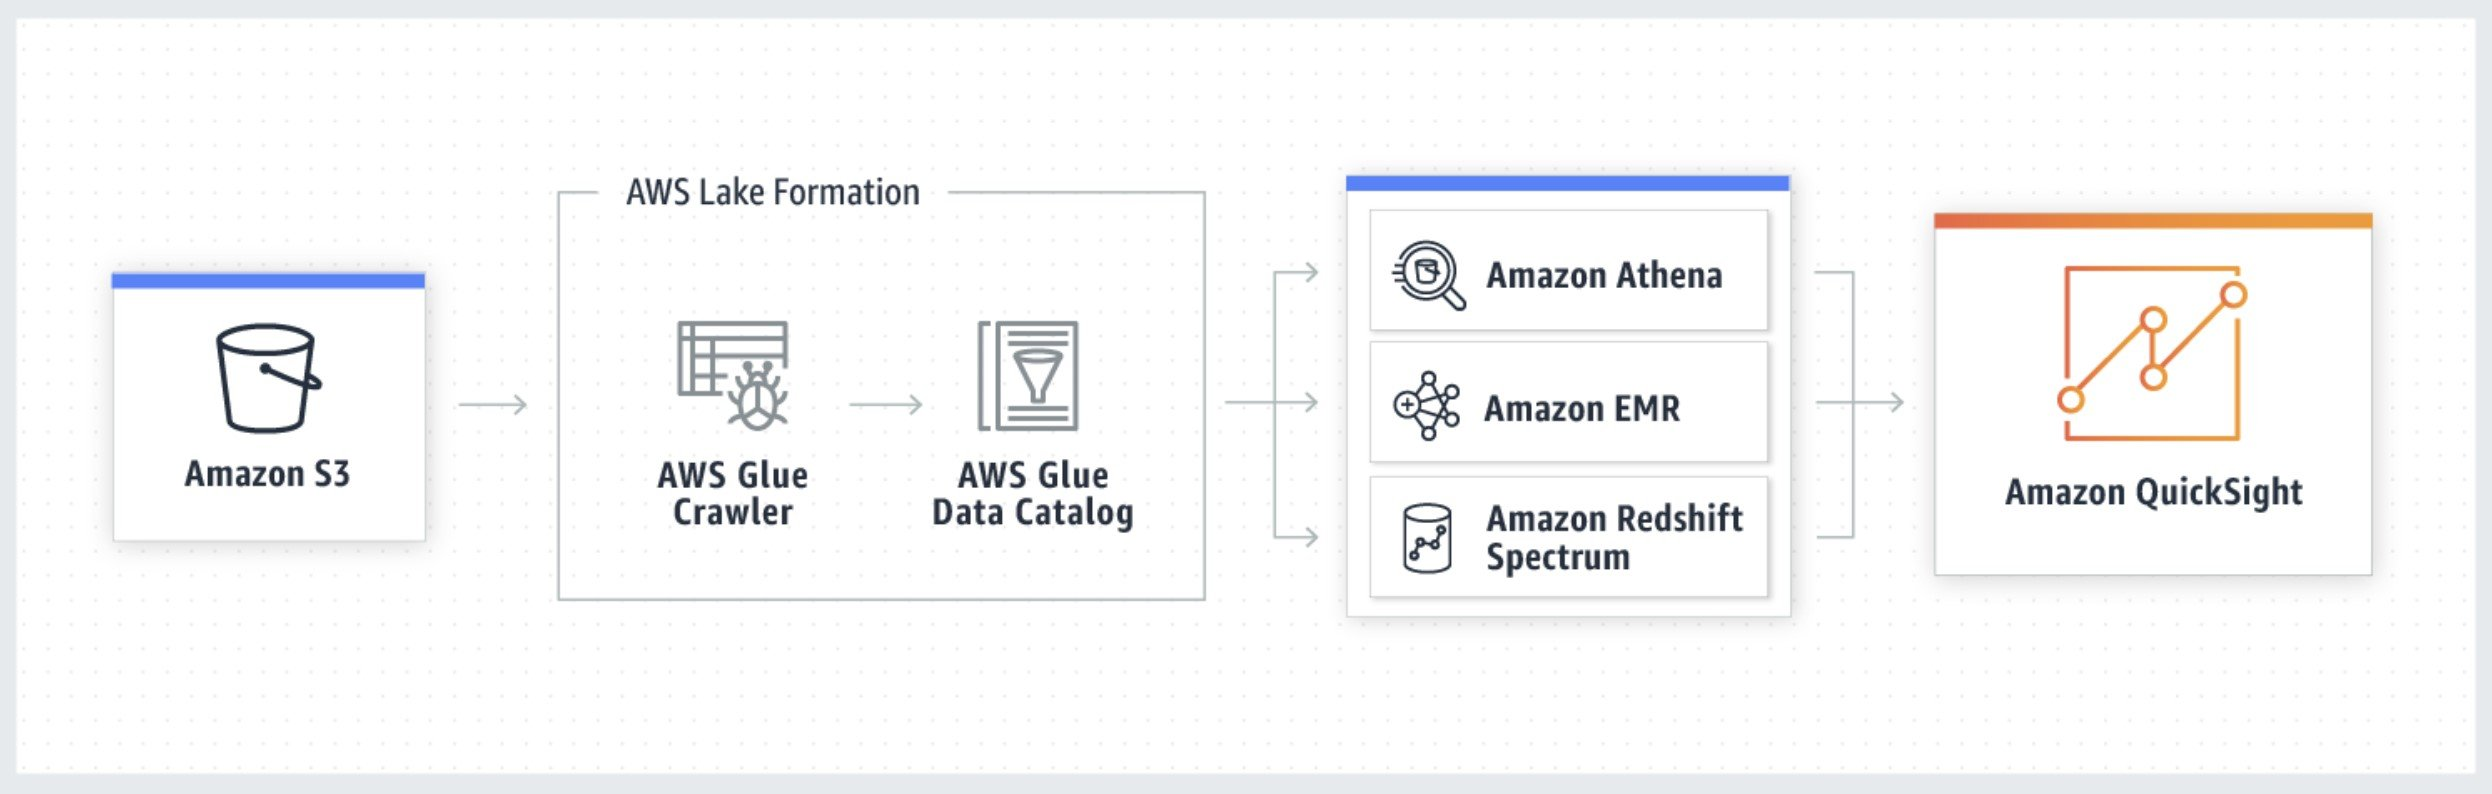 AWS Lake Formation
Amazon S3
AWS Glue
Crawler
AWS Glue
Data Catalog
Amazon Athena
Amazon EMR
Amazon Redshift
Spectrum
Amazon QuickSight